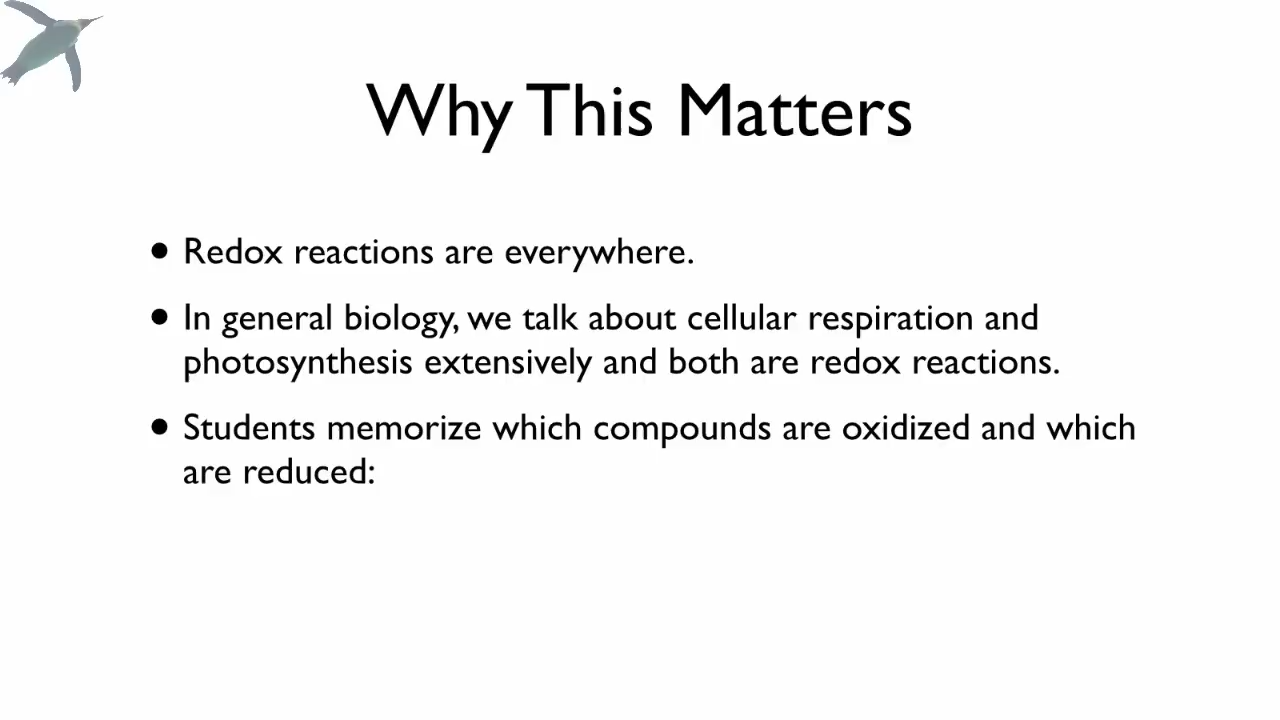 Why This Matters
• Redox reactions are everywhere.
• In general biology, we talk about cellular respiration and
photosynthesis extensively and both are redox reactions.
• Students memorize which compounds are oxidized and which
are reduced: